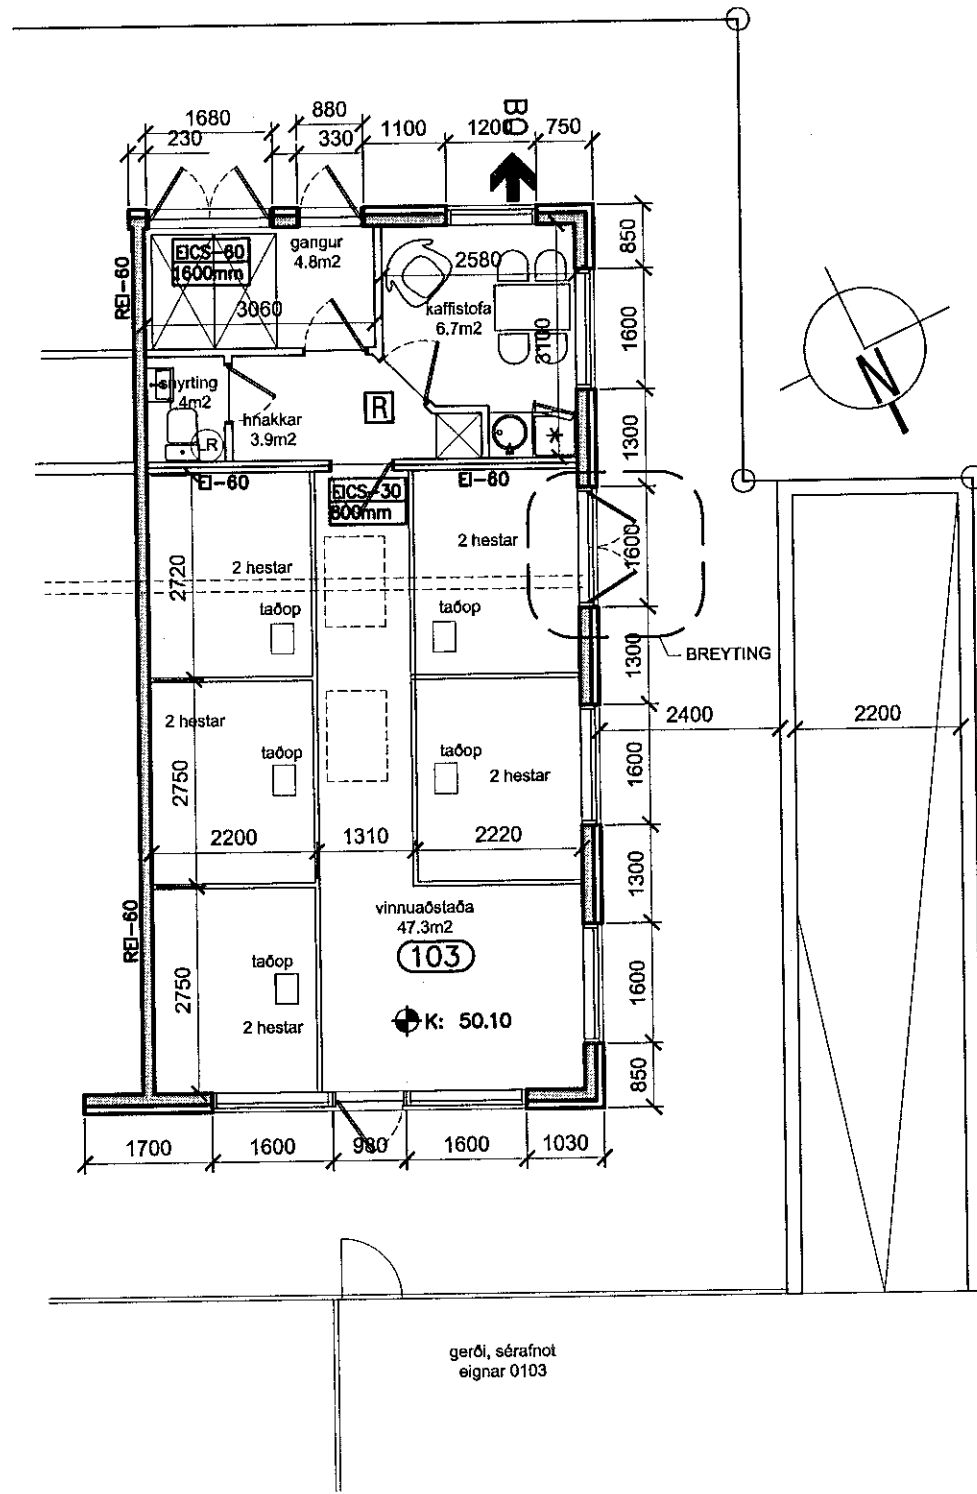 880
1680
BO
230
330
1100
1200
750
850
gangur
4.8m2
EICS-60
1600mm
REI-60
2580
kaffistofa
6.7m2
3060
3100
1600
N
snyrting
4m2
R
hnakkar
3.9m2
LR
1300
EI-60
EI-60
EICS-30
800mm
2 hestar
2 hestar
1600
2720
taðop
taðop
1300
BREYTING
2 hestar
2400
2200
taðop
taðop
2 hestar
2750
1600
2200
1310
2220
1300
vinnuaðstaða
47.3m2
REI-60
103
taðop
2750
1600
K: 50.10
2 hestar
850
1700
1600
980
1600
1030
gerði, sérafnot
eignar 0103